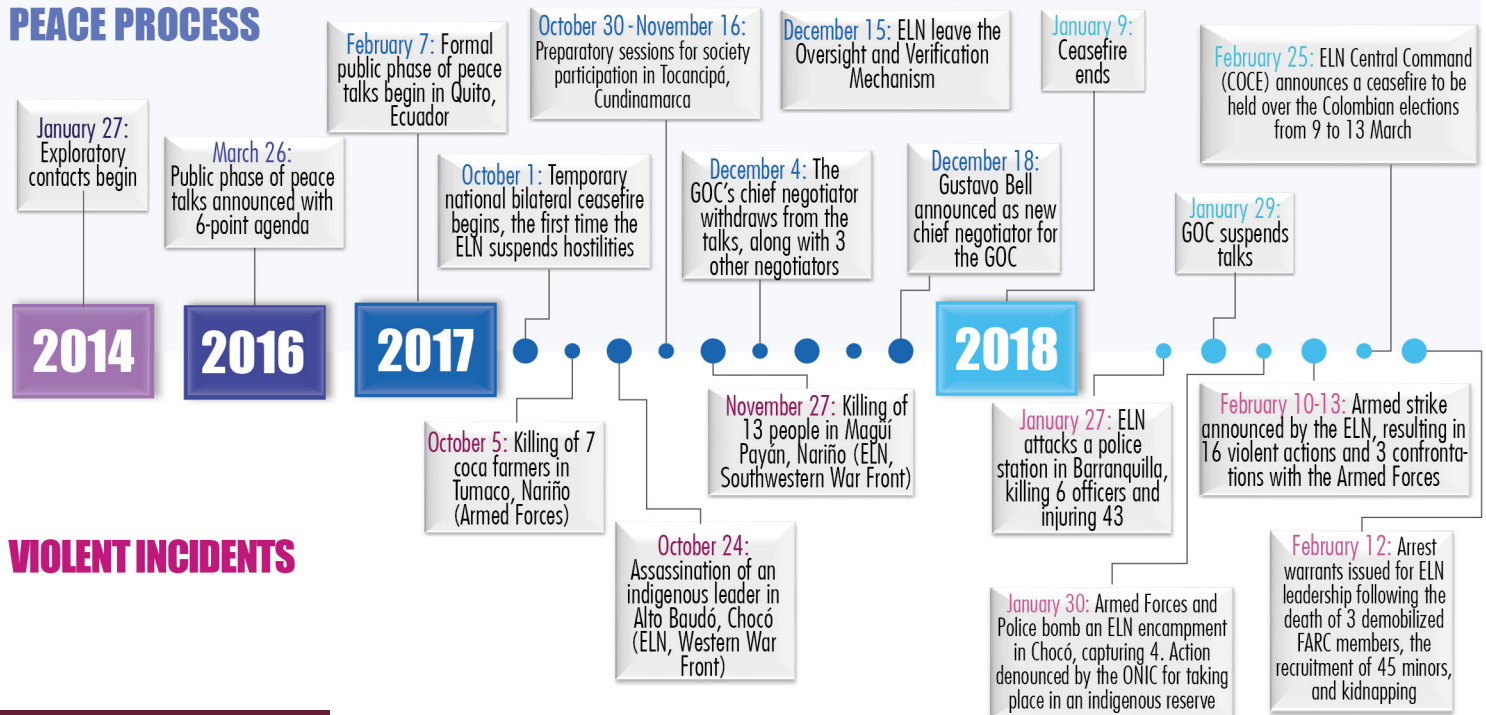 PEACE PROCESS
January 27:
Exploratory
contacts begin
March 26:
Public phase of peace
talks announced with
6-point agenda
February 7: Formal
public phase of peace
talks begin in Quito,
Ecuador
October 1: Temporary
national bilateral ceasefire
begins, the first time the
ELN suspends hostilities
October 30 - November 16:
Preparatory sessions for society
participation in Tocancipá,
Cundinamarca
December 4: The
GOC's chief negotiator
withdraws from the
talks, along with 3
other negotiators
December 15: ELN leave the
Oversight and Verification
Mechanism
December 18:
Gustavo Bell
announced as new
chief negotiator for
the GOC
January 9:
Ceasefire
ends
January 29:
GOC suspends
talks
February 25: ELN Central Command
(COCE) announces a ceasefire to be
held over the Colombian elections
from 9 to 13 March
2014
2016
2017
2018
October 5: Killing of 7
coca farmers in
Tumaco, Nariño
(Armed Forces)
October 24:
Assassination of an
indigenous leader in
Alto Baudó, Chocó
(ELN, Western War
Front)
November 27: Killing of
13 people in Magüí
Payán, Nariño (ELN,
Southwestern War Front)
January 27: ELN
attacks a police
station in Barranquilla,
killing 6 officers and
injuring 43
January 30: Armed Forces and
Police bomb an ELN encampment
in Chocó, capturing 4. Action
denounced by the ONIC for taking
place in an indigenous reserve
February 10-13: Armed strike
announced by the ELN, resulting in
16 violent actions and 3 confronta-
tions with the Armed Forces
February 12: Arrest
warrants issued for ELN
leadership following the
death of 3 demobilized
FARC members, the
recruitment of 45 minors,
and kidnapping
VIOLENT INCIDENTS